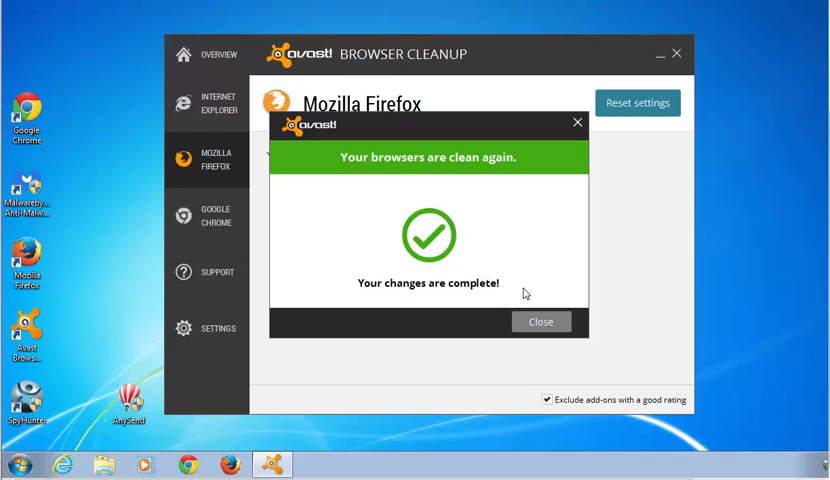 Google
Chrome
Malwareby...
Anti-Malw...
Mozilla
Firefox
Avast
Brows...
SpyHunter
AnySend
OVERVIEW
INTERNET
EXPLORER
MOZILLA
FIREFOX
GOOGLE
CHROME
SUPPORT
SETTINGS
avast! BROWSER CLEANUP
Mozilla Firefox
Reset settings
avast!
Your browsers are clean again.
Your changes are complete!
Close
Exclude add-ons with a good rating